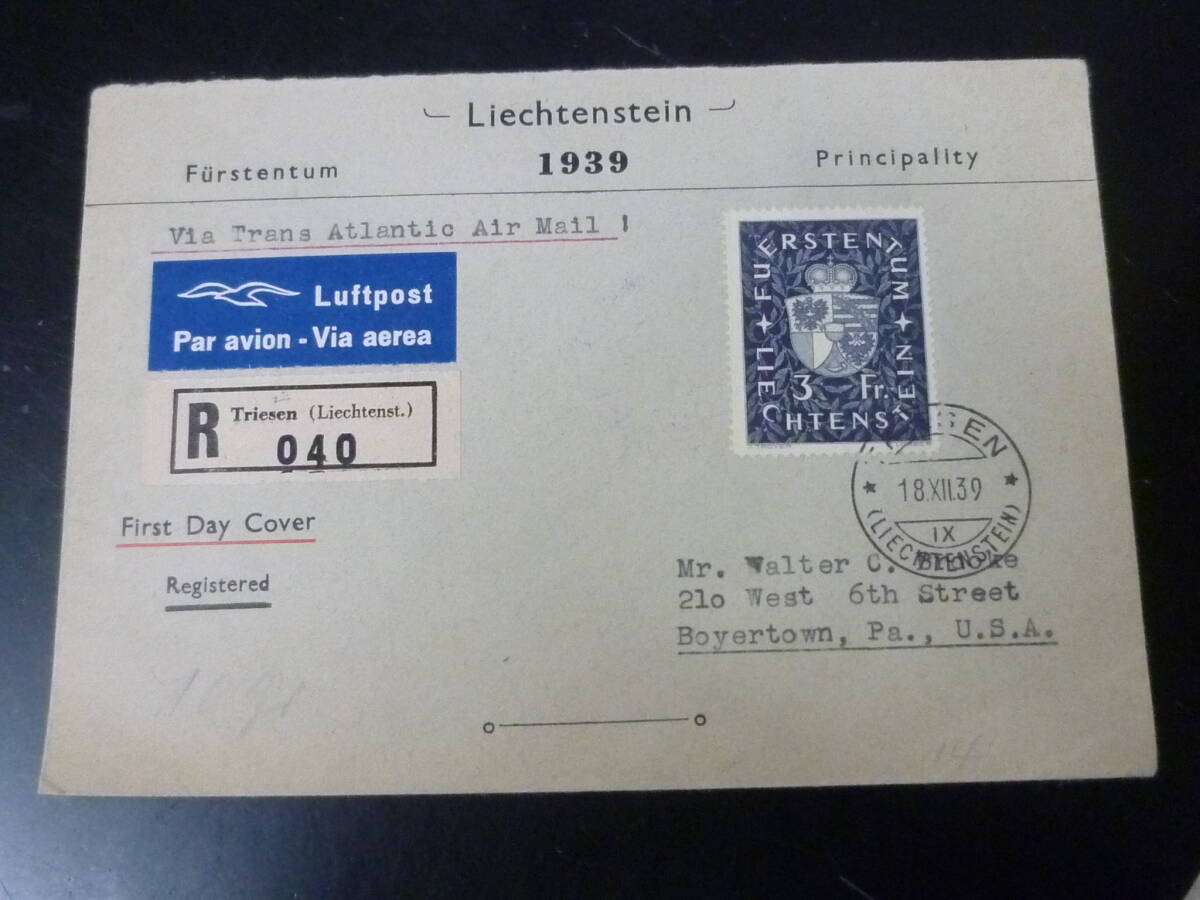 Liechtenstein
Fürstentum 1939 Principality
Via Trans Atlantic Air Mail !
Luftpost
Par avion - Via aerea
R Triesen (Liechtenst.)
040
First Day Cover
Registered
FUERSTENTUM
LIECHTENSTEIN
3 Fr.
18.XII.39
IX
(LIECHTENSTEIN)
Mr. Walter C.
21o West 6th Street
Boyertown, Pa., U.S.A.